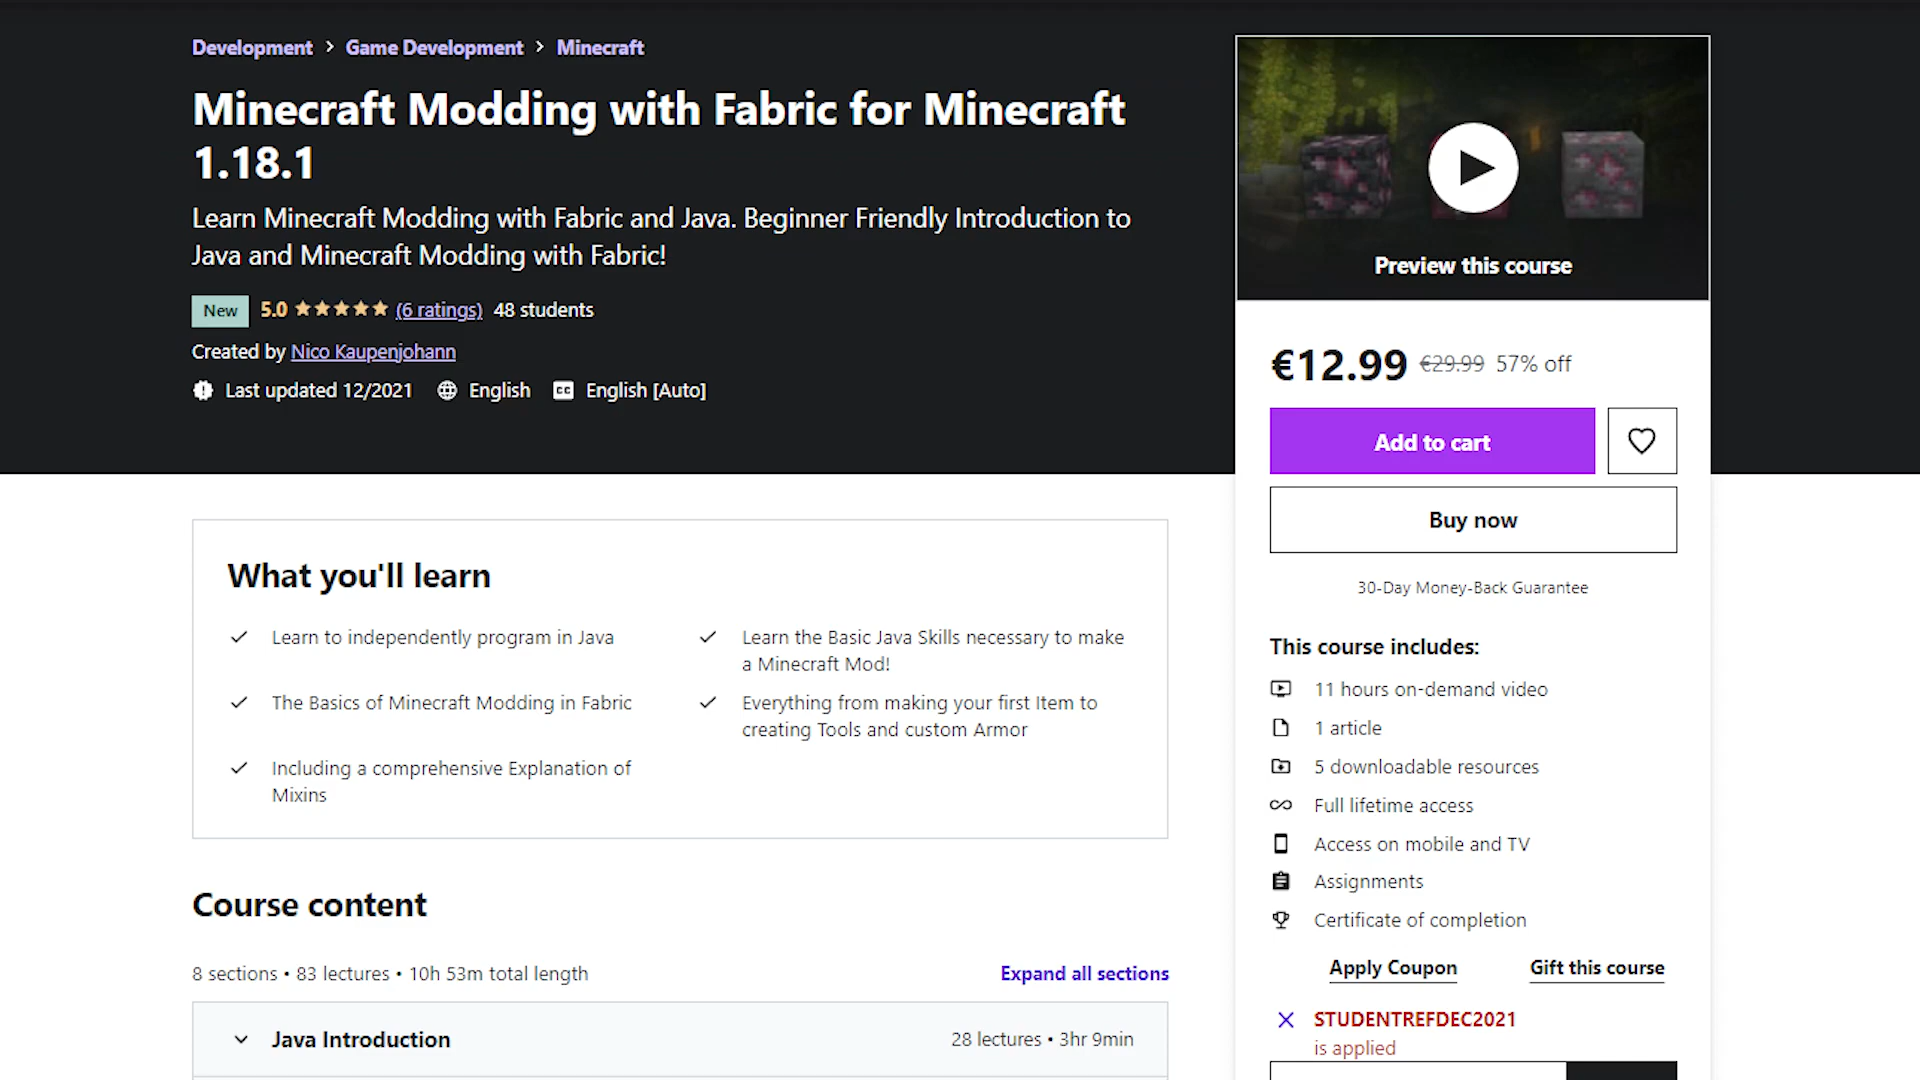 Development > Game Development > Minecraft
Minecraft Modding with Fabric for Minecraft
1.18.1
Learn Minecraft Modding with Fabric and Java. Beginner Friendly Introduction to
Java and Minecraft Modding with Fabric!
New 5.0 ★★★★★ (6 ratings) 48 students
Created by Nico Kaupenjohann
Last updated 12/2021 English CC English [Auto]
Preview this course
€12.99 €29.99 57% off
Add to cart
Buy now
30-Day Money-Back Guarantee
This course includes:
11 hours on-demand video
1 article
5 downloadable resources
Full lifetime access
Access on mobile and TV
Assignments
Certificate of completion
Apply Coupon Gift this course
STUDENTREFDEC2021
is applied
What you'll learn
Learn to independently program in Java
Learn the Basic Java Skills necessary to make
a Minecraft Mod!
The Basics of Minecraft Modding in Fabric
Everything from making your first Item to
creating Tools and custom Armor
Including a comprehensive Explanation of
Mixins
Course content
8 sections • 83 lectures • 10h 53m total length Expand all sections
Java Introduction 28 lectures • 3hr 9min